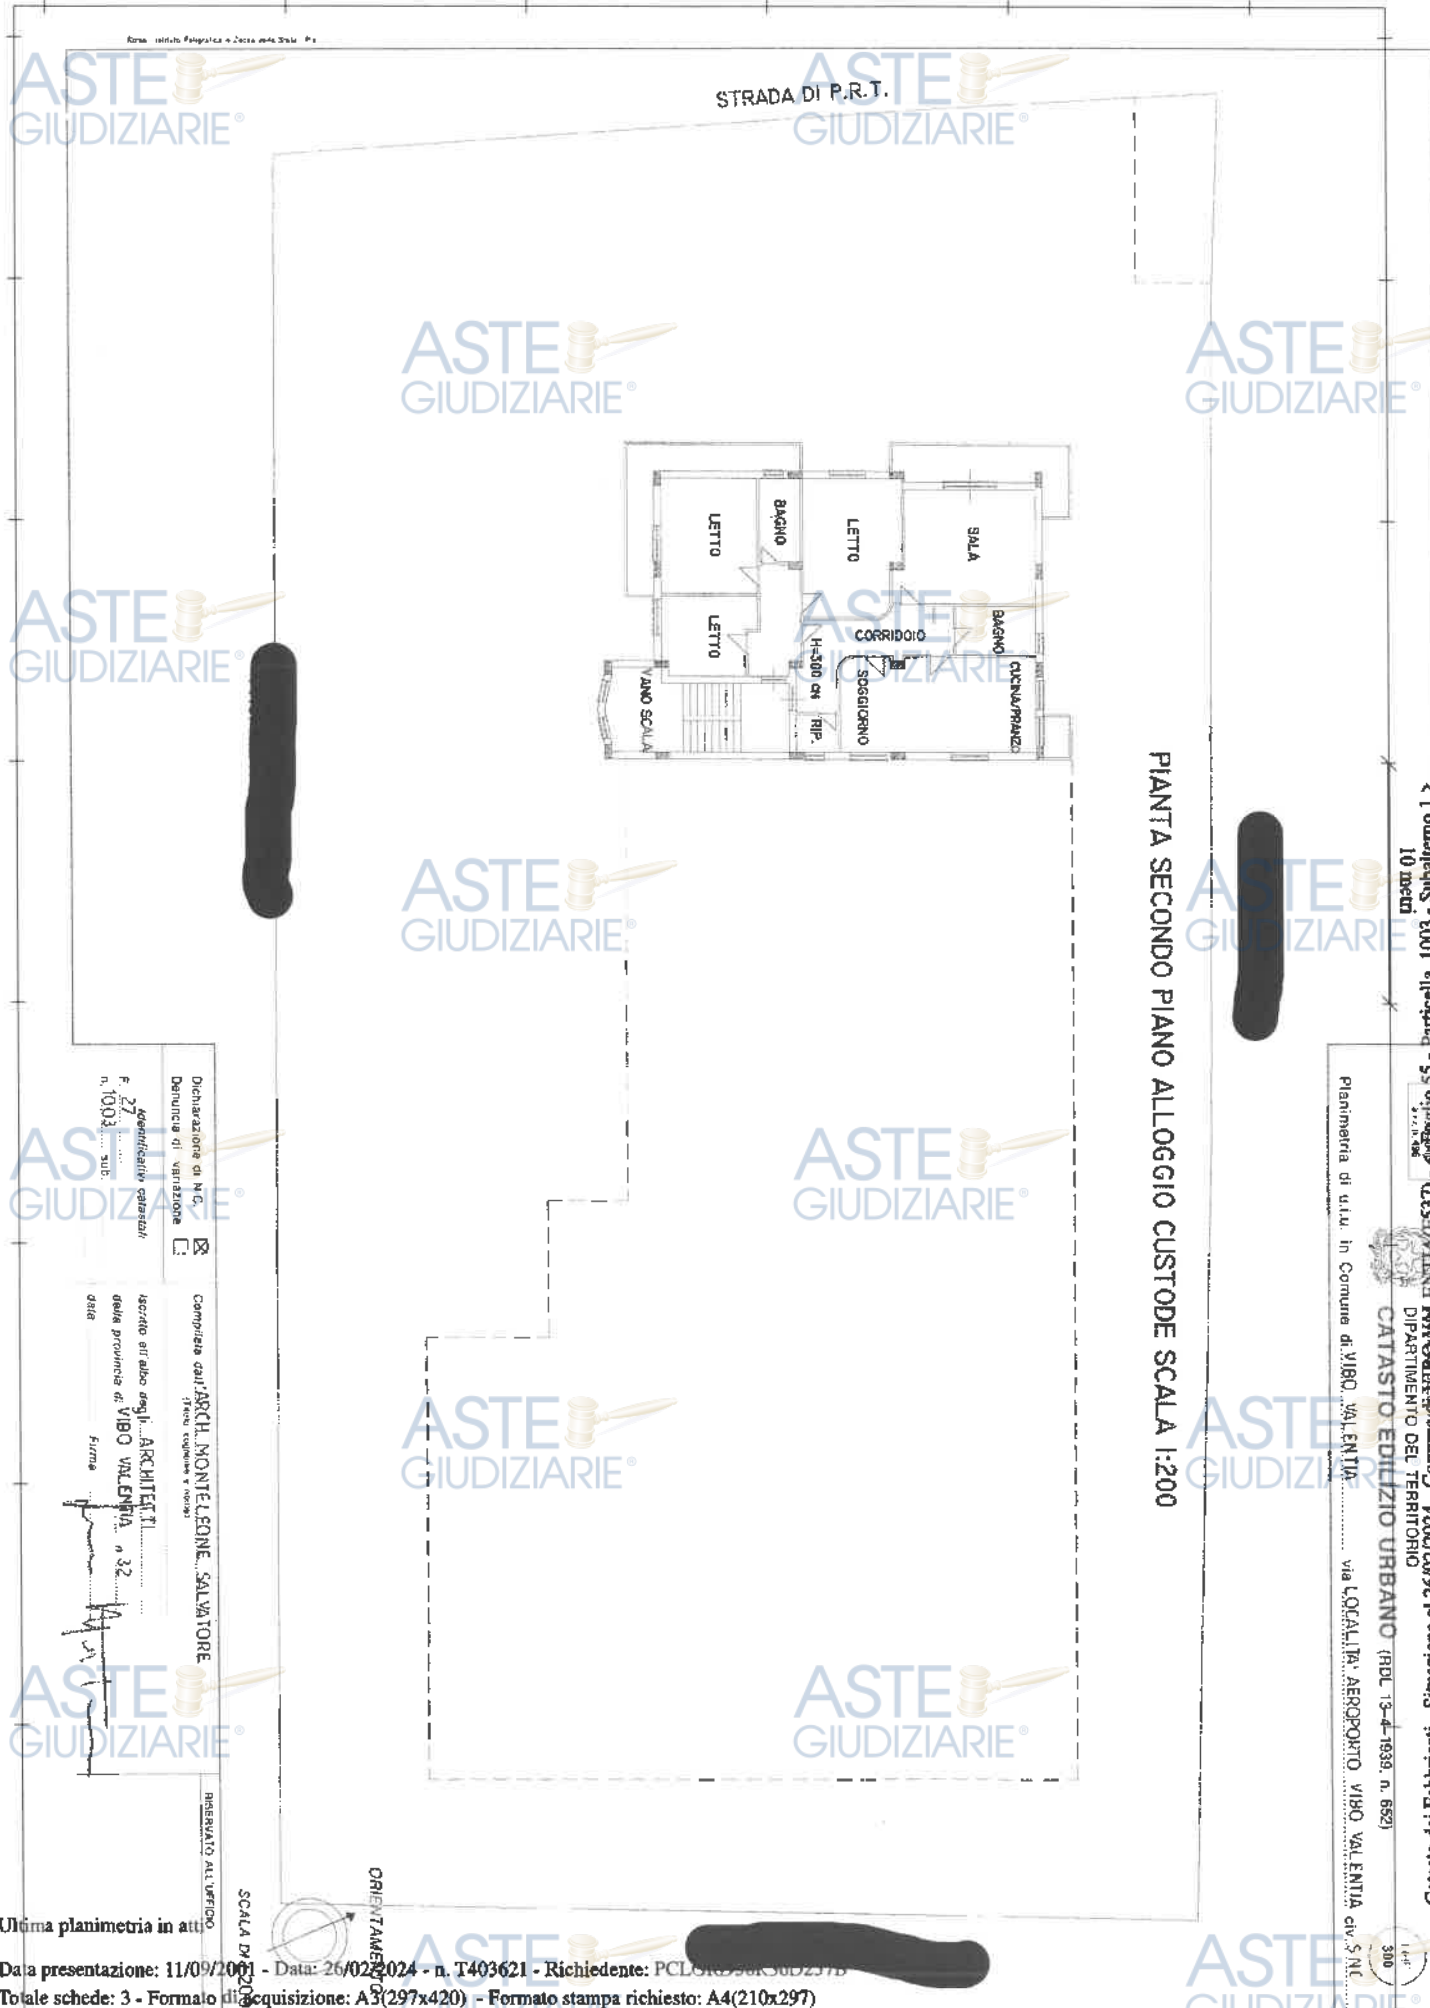 STRADA DI P.R.T.
LETTO
BAGNO
LETTO
SALA
LETTO
CORRIDOIO
BAGNO
H=300 cm
SOGGIORNO
CUCINA/PRANZO
VANO SCALA
RIP.
PIANTA SECONDO PIANO ALLOGGIO CUSTODE SCALA 1:200
10 metri
DIPARTIMENTO DEL TERRITORIO
CATASTO EDILIZIO URBANO (RDL 13-4-1939, n. 652)
300
Planimetria di u.i.u. in Comune di VIBO VALENTIA via LOCALITA' AEROPORTO VIBO VALENTIA civ. SNC
Dichiarazione di N.C. ☒
Denuncia di variazione ☐
Identificativi catastali
F. 27
n. 1003 sub.
Compilata dall' ARCH. MONTELEONE SALVATORE
(Titolo, cognome e nome)
Iscritto all'albo degli ARCHITETTI
della provincia di VIBO VALENTIA n. 32
data Firma
RISERVATO ALL'UFFICIO
ORIENTAMENTO
Ultima planimetria in atti
Data presentazione: 11/09/2001 - Data: 26/02/2024 - n. T403621 - Richiedente:
Totale schede: 3 - Formato di acquisizione: A3(297x420) - Formato stampa richiesto: A4(210x297)
ASTE GIUDIZIARIE®